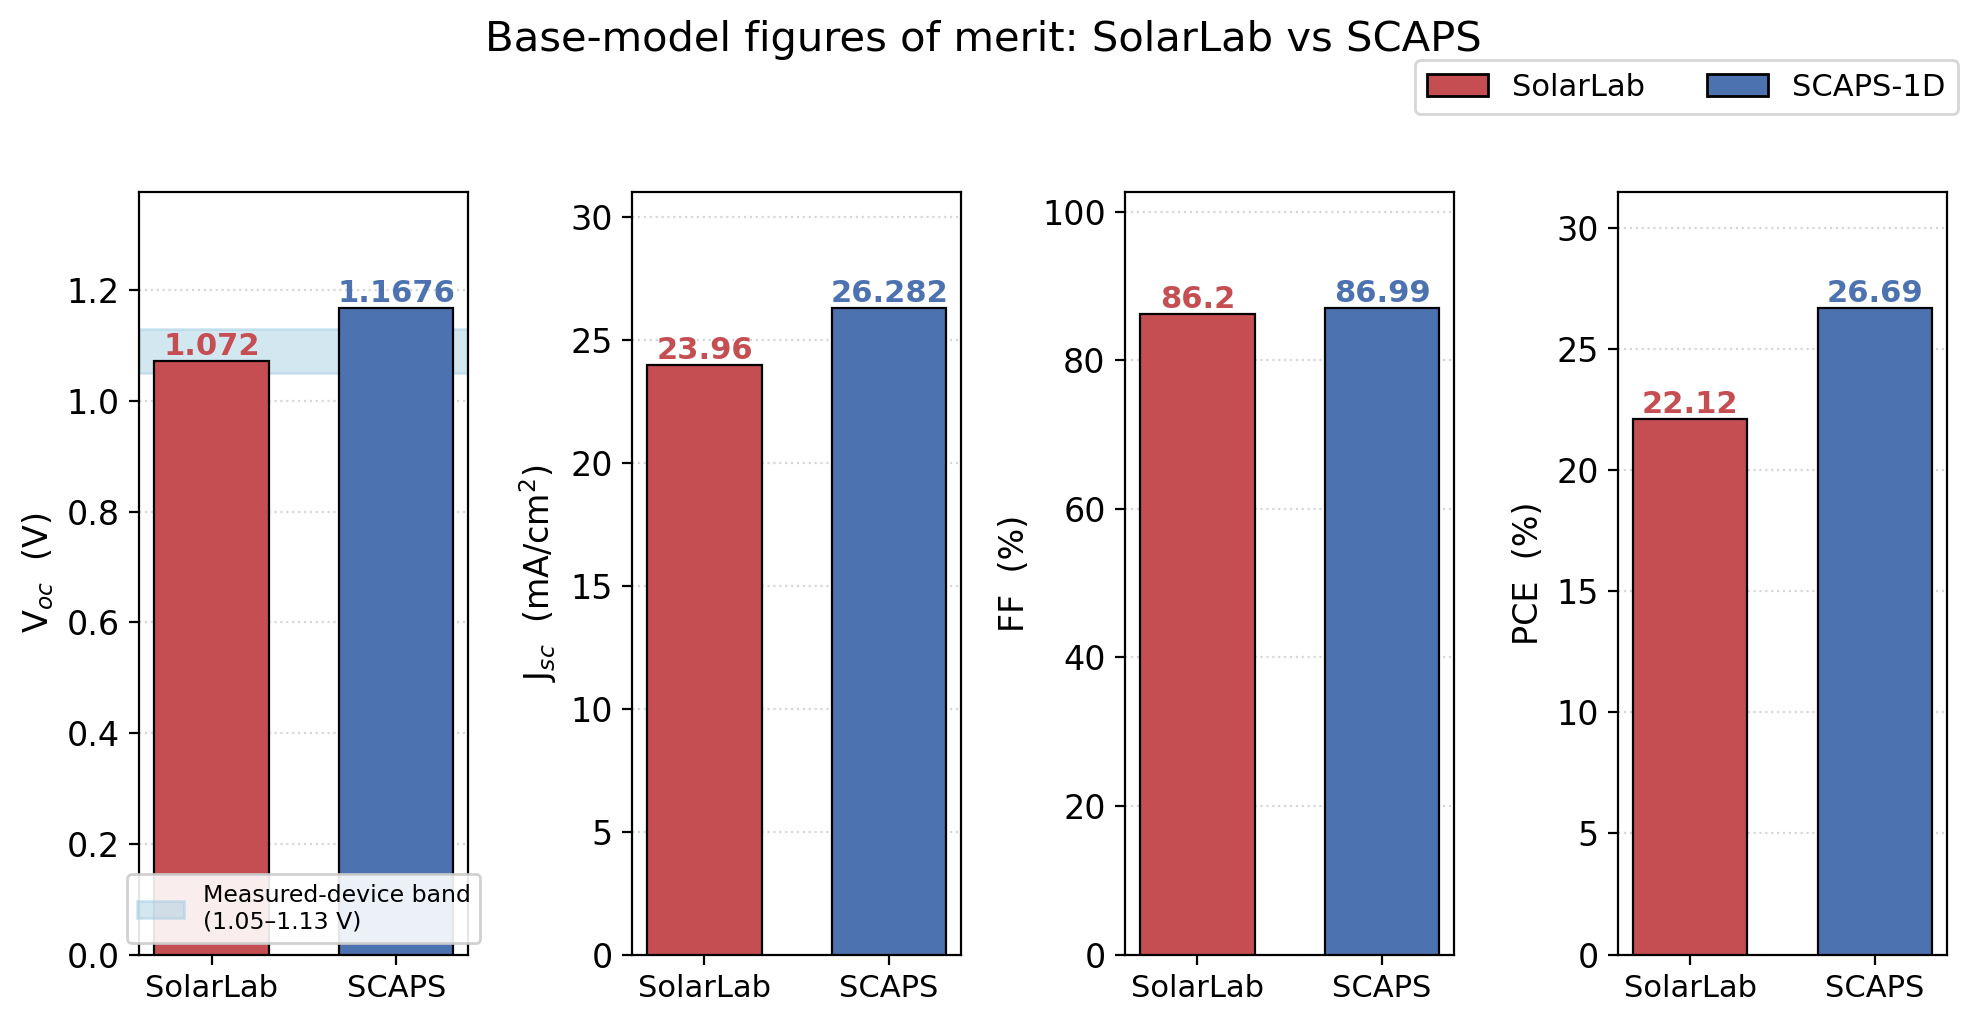 Base-model figures of merit: SolarLab vs SCAPS
SolarLab
SCAPS-1D
V_oc (V)
1.2
1.0
0.8
0.6
0.4
0.2
0.0
1.072
1.1676
Measured-device band
(1.05–1.13 V)
SolarLab
SCAPS
J_sc (mA/cm²)
30
25
20
15
10
5
0
23.96
26.282
SolarLab
SCAPS
FF (%)
100
80
60
40
20
0
86.2
86.99
SolarLab
SCAPS
PCE (%)
30
25
20
15
10
5
0
22.12
26.69
SolarLab
SCAPS